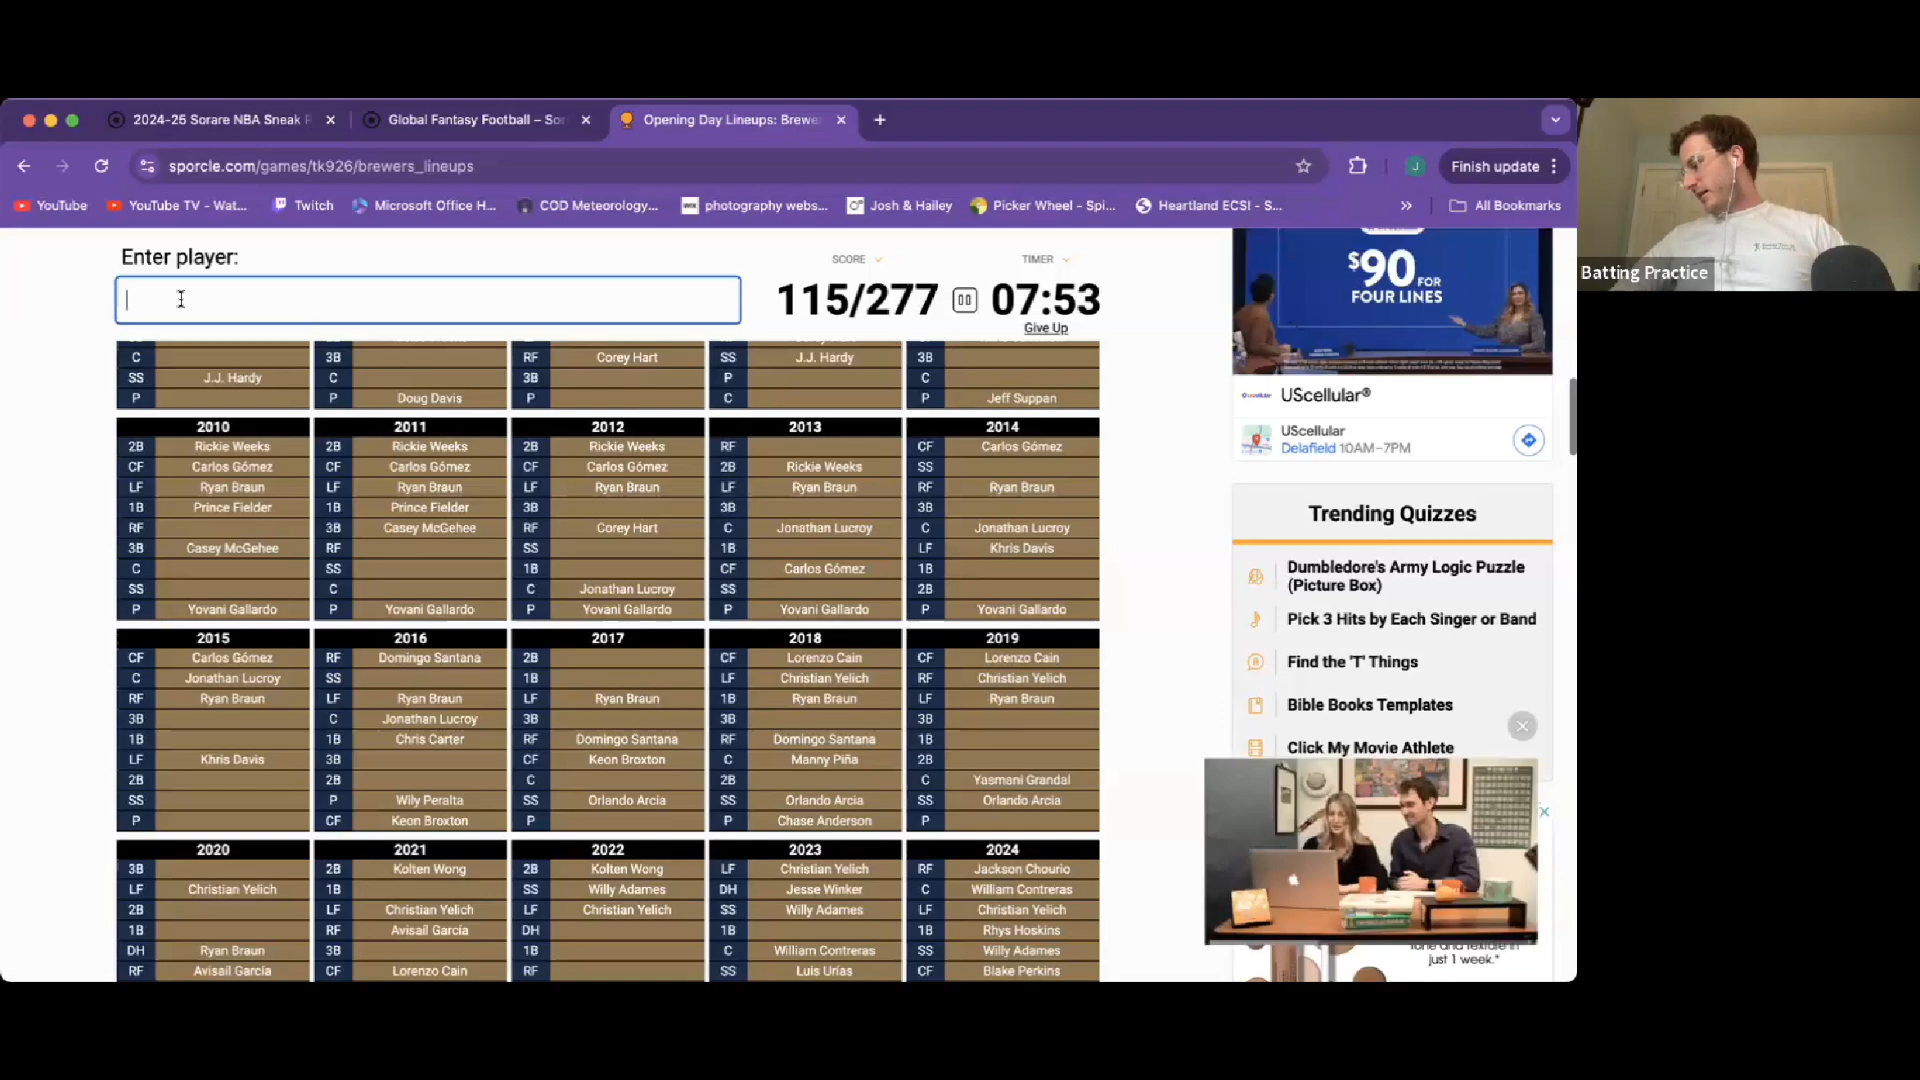 2024-25 Sorare NBA Sneak P
Global Fantasy Football – Sor
Opening Day Lineups: Brewe
sporcle.com/games/tk926/brewers_lineups
Finish update
YouTube
YouTube TV - Wat...
Twitch
Microsoft Office H...
COD Meteorology...
photography webs...
Josh & Hailey
Picker Wheel - Spi...
Heartland ECSI - S...
All Bookmarks
Enter player:
SCORE
TIMER
115/277
07:53
Give Up
C
3B
RF Corey Hart
SS J.J. Hardy
3B
SS J.J. Hardy
C
3B
P
C
P
P Doug Davis
P
C
P Jeff Suppan
2010 2011 2012 2013 2014
2B Rickie Weeks 2B Rickie Weeks 2B Rickie Weeks RF CF Carlos Gómez
CF Carlos Gómez CF Carlos Gómez CF Carlos Gómez 2B Rickie Weeks SS
LF Ryan Braun LF Ryan Braun LF Ryan Braun LF Ryan Braun RF Ryan Braun
1B Prince Fielder 1B Prince Fielder 3B 3B 3B
RF 3B Casey McGehee RF Corey Hart C Jonathan Lucroy C Jonathan Lucroy
3B Casey McGehee RF SS 1B LF Khris Davis
C SS 1B CF Carlos Gómez 1B
SS C C Jonathan Lucroy SS 2B
P Yovani Gallardo P Yovani Gallardo P Yovani Gallardo P Yovani Gallardo P Yovani Gallardo
2015 2016 2017 2018 2019
CF Carlos Gómez RF Domingo Santana 2B CF Lorenzo Cain CF Lorenzo Cain
C Jonathan Lucroy SS 1B LF Christian Yelich RF Christian Yelich
RF Ryan Braun LF Ryan Braun LF Ryan Braun 1B Ryan Braun LF Ryan Braun
3B C Jonathan Lucroy 3B 3B 3B
1B 1B Chris Carter RF Domingo Santana RF Domingo Santana 1B
LF Khris Davis 3B CF Keon Broxton C Manny Piña 2B
2B 2B C 2B C Yasmani Grandal
SS P Wily Peralta SS Orlando Arcia SS Orlando Arcia SS Orlando Arcia
P CF Keon Broxton P P Chase Anderson P
2020 2021 2022 2023 2024
3B 2B Kolten Wong 2B Kolten Wong LF Christian Yelich RF Jackson Chourio
LF Christian Yelich 1B SS Willy Adames DH Jesse Winker C William Contreras
2B LF Christian Yelich LF Christian Yelich SS Willy Adames LF Christian Yelich
1B RF Avisaíl García DH 1B 1B Rhys Hoskins
DH Ryan Braun 3B 1B C William Contreras SS Willy Adames
RF Avisaíl García CF Lorenzo Cain RF SS Luis Urías CF Blake Perkins
$90 FOR
FOUR LINES
UScellular
UScellular®
UScellular
Delafield 10AM–7PM
Trending Quizzes
Dumbledore's Army Logic Puzzle
(Picture Box)
Pick 3 Hits by Each Singer or Band
Find the 'T' Things
Bible Books Templates
Click My Movie Athlete
tone and texture in
just 1 week.*
Batting Practice